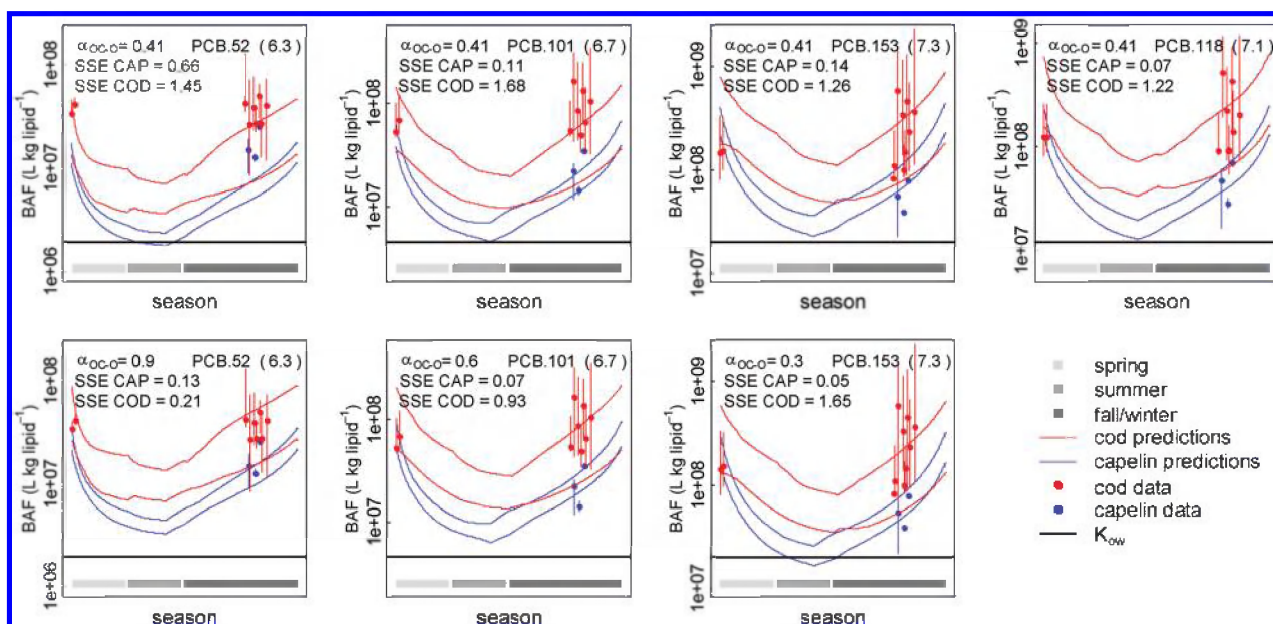 α OC-O = 0.41 PCB.52 (6.3)
SSE CAP = 0.66
SSE COD = 1.45
BAF (L kg lipid⁻¹)
1e+06 1e+07 1e+08
season
α OC-O = 0.41 PCB.101 (6.7)
SSE CAP = 0.11
SSE COD = 1.68
BAF (L kg lipid⁻¹)
1e+07 1e+08
season
α OC-O = 0.41 PCB.153 (7.3)
SSE CAP = 0.14
SSE COD = 1.26
BAF (L kg lipid⁻¹)
1e+07 1e+08 1e+09
season
α OC-O = 0.41 PCB.118 (7.1)
SSE CAP = 0.07
SSE COD = 1.22
BAF (L kg lipid⁻¹)
1e+07 1e+08 1e+09
season
α OC-O = 0.9 PCB.52 (6.3)
SSE CAP = 0.13
SSE COD = 0.21
BAF (L kg lipid⁻¹)
1e+06 1e+07 1e+08
season
α OC-O = 0.6 PCB.101 (6.7)
SSE CAP = 0.07
SSE COD = 0.93
BAF (L kg lipid⁻¹)
1e+07 1e+08
season
α OC-O = 0.3 PCB.153 (7.3)
SSE CAP = 0.05
SSE COD = 1.65
BAF (L kg lipid⁻¹)
1e+07 1e+08 1e+09
season
spring
summer
fall/winter
cod predictions
capelin predictions
cod data
capelin data
Kow